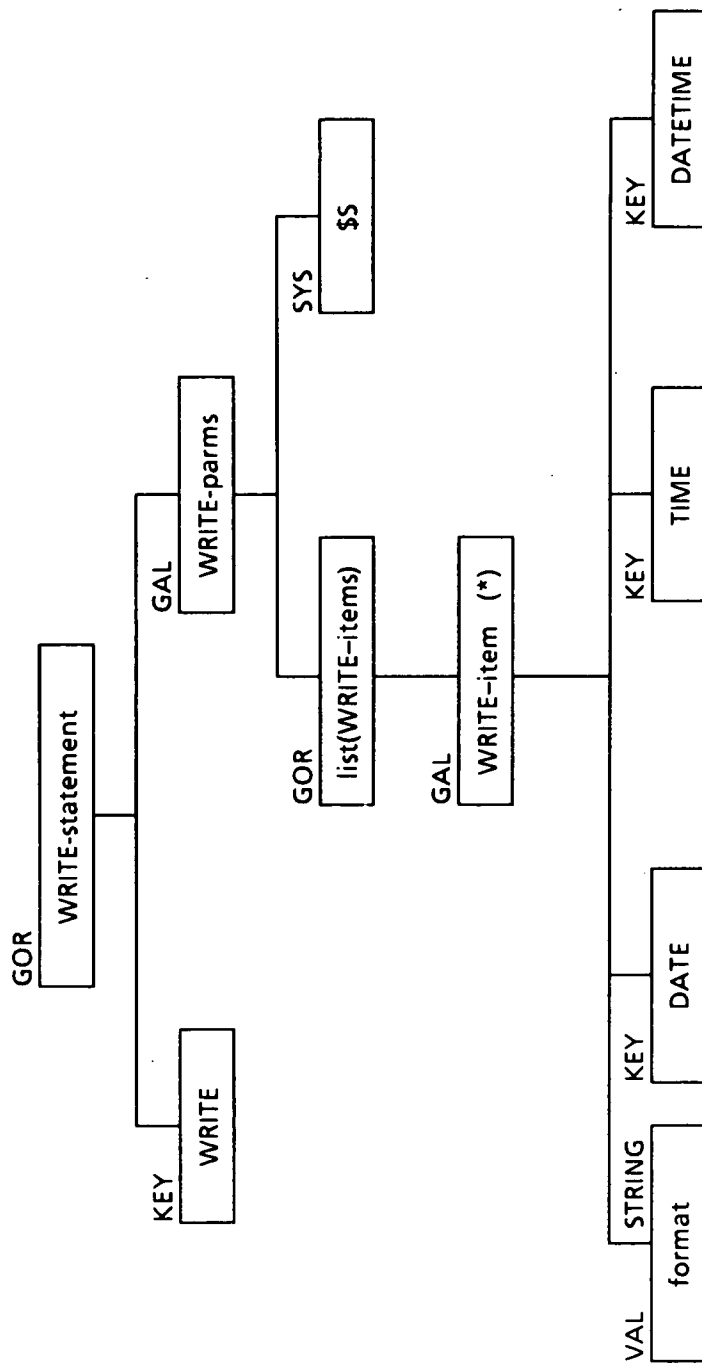 GOR
WRITE-statement
KEY
WRITE
GAL
WRITE-parms
GOR
list(WRITE–items)
SYS
$S
GAL
WRITE–item (*)
VAL STRING
format
KEY
DATE
KEY
TIME
KEY
DATETIME